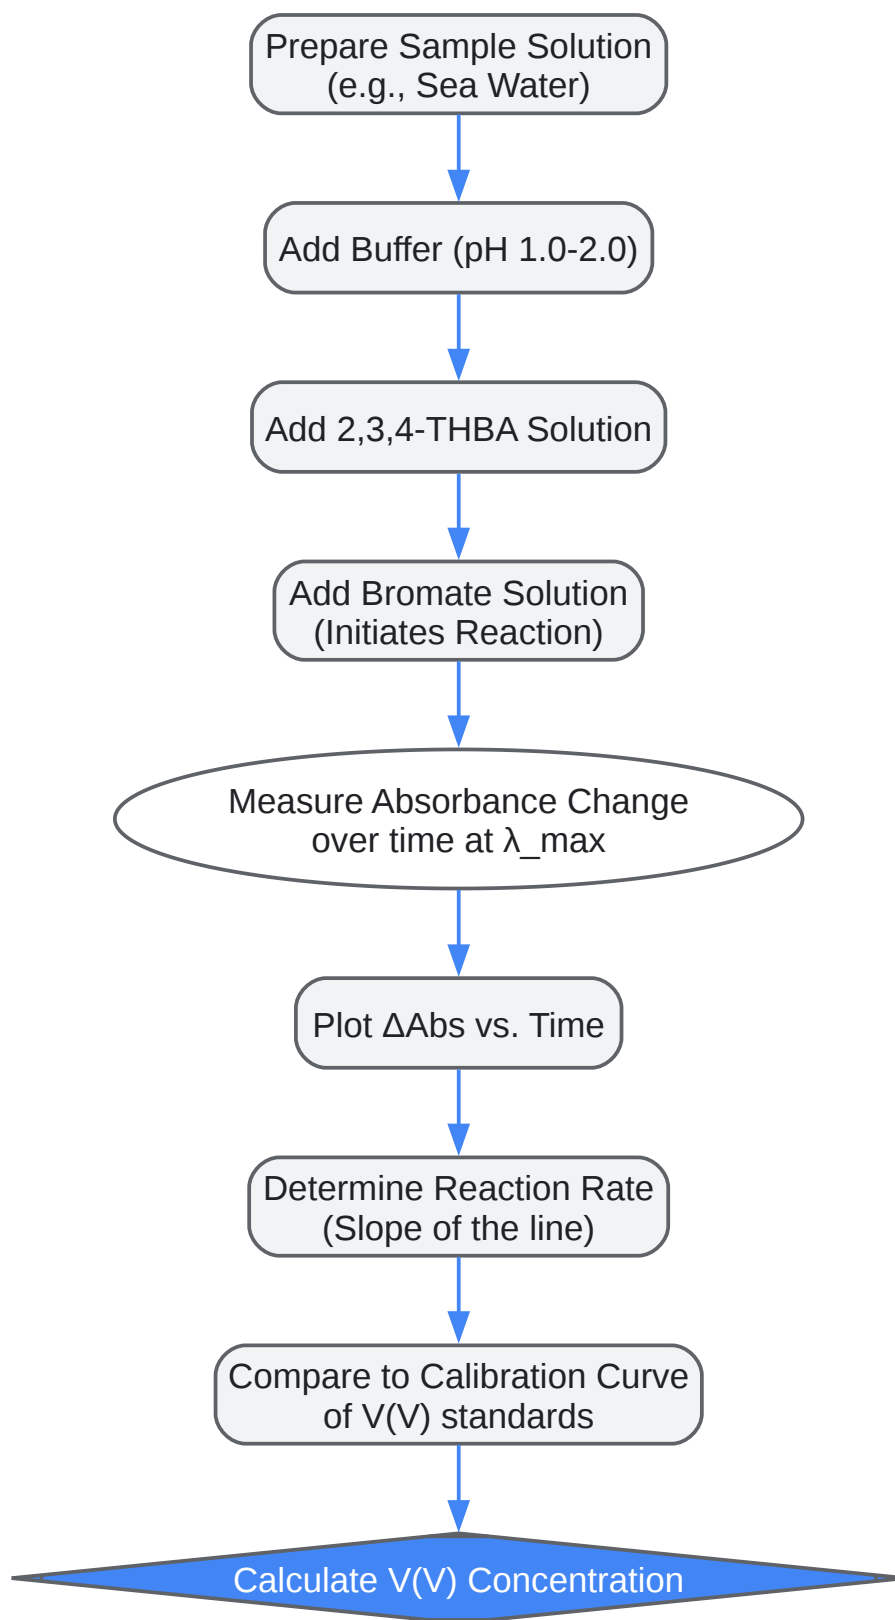 Prepare Sample Solution
(e.g., Sea Water)
Add Buffer (pH 1.0-2.0)
Add 2,3,4-THBA Solution
Add Bromate Solution
(Initiates Reaction)
Measure Absorbance Change
over time at λ_max
Plot ΔAbs vs. Time
Determine Reaction Rate
(Slope of the line)
Compare to Calibration Curve
of V(V) standards
Calculate V(V) Concentration